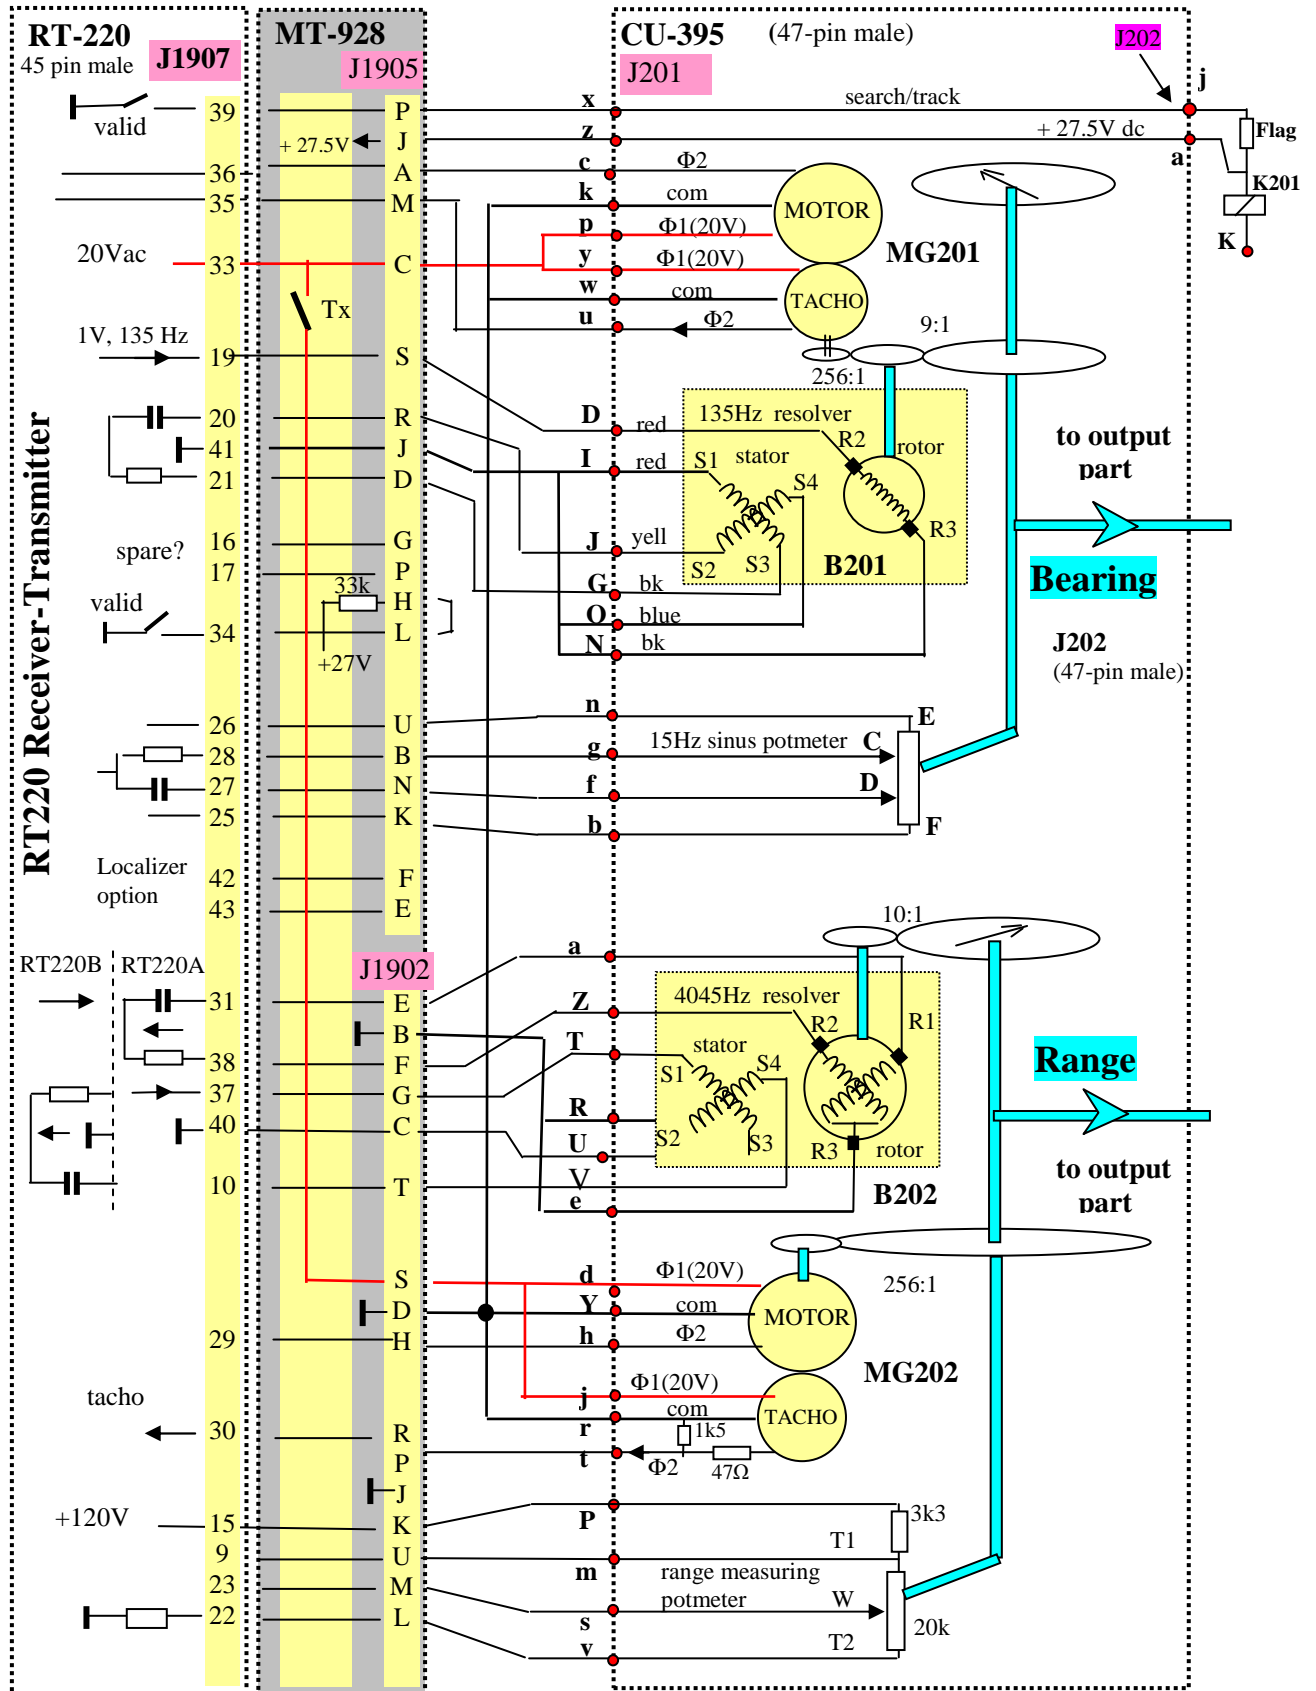 RT-220
45 pin male
J1907
MT-928
J1905
CU-395
(47-pin male)
J201
J202
j
39
valid
P
x
search/track
+ 27.5V
J
z
+ 27.5V dc
a
Flag
K201
K
36
A
c
Φ2
35
M
k
com
MOTOR
p
Φ1(20V)
MG201
20Vac
33
C
y
Φ1(20V)
w
com
TACHO
Tx
u
Φ2
9:1
256:1
1V, 135 Hz
19
S
D
red
135Hz resolver
20
R
R2
rotor
41
J
I
red
S1
stator
S4
21
D
R3
to output
part
16
G
J
yell
S2
S3
B201
spare?
17
P
G
bk
Bearing
33k
H
valid
34
L
O
blue
+27V
N
bk
J202
(47-pin male)
RT220 Receiver-Transmitter
26
U
n
E
28
B
g
15Hz sinus potmeter
C
27
N
f
D
25
K
b
F
Localizer
option
42
F
43
E
10:1
RT220B
RT220A
J1902
a
31
E
Z
4045Hz resolver
R2
R1
B
T
stator
38
F
S1
S4
Range
37
G
R
40
C
S2
U
S3
R3
rotor
10
T
V
e
B202
to output
part
S
d
Φ1(20V)
256:1
D
Y
com
MOTOR
29
H
h
Φ2
MG202
tacho
j
Φ1(20V)
com
30
R
r
1k5
TACHO
P
t
Φ2
47Ω
J
+120V
15
K
P
3k3
9
U
T1
m
range measuring
potmeter
23
M
W
22
L
s
20k
v
T2